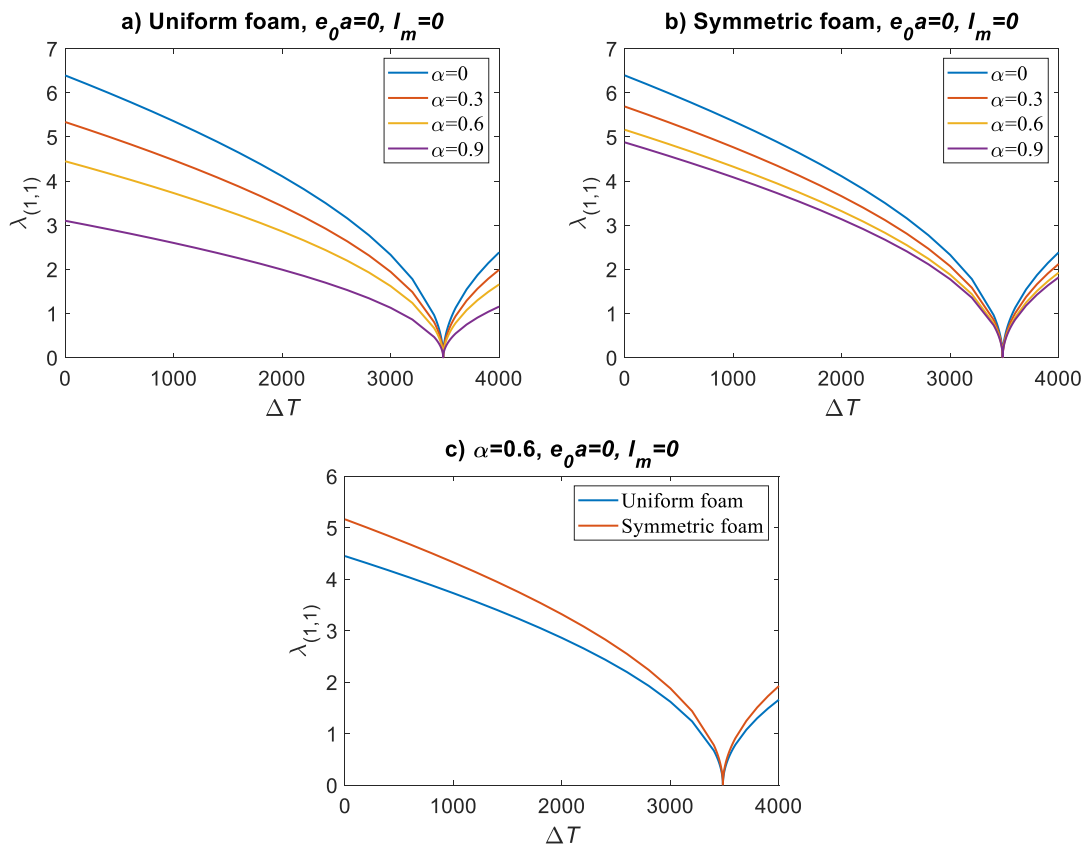 a) Uniform foam, e₀a=0, lₘ=0
7
6
5
4
3
2
1
0
λ(1,1)
α=0
α=0.3
α=0.6
α=0.9
0 1000 2000 3000 4000
ΔT
b) Symmetric foam, e₀a=0, lₘ=0
7
6
5
4
3
2
1
0
λ(1,1)
α=0
α=0.3
α=0.6
α=0.9
0 1000 2000 3000 4000
ΔT
c) α=0.6, e₀a=0, lₘ=0
6
5
4
3
2
1
0
λ(1,1)
Uniform foam
Symmetric foam
0 1000 2000 3000 4000
ΔT